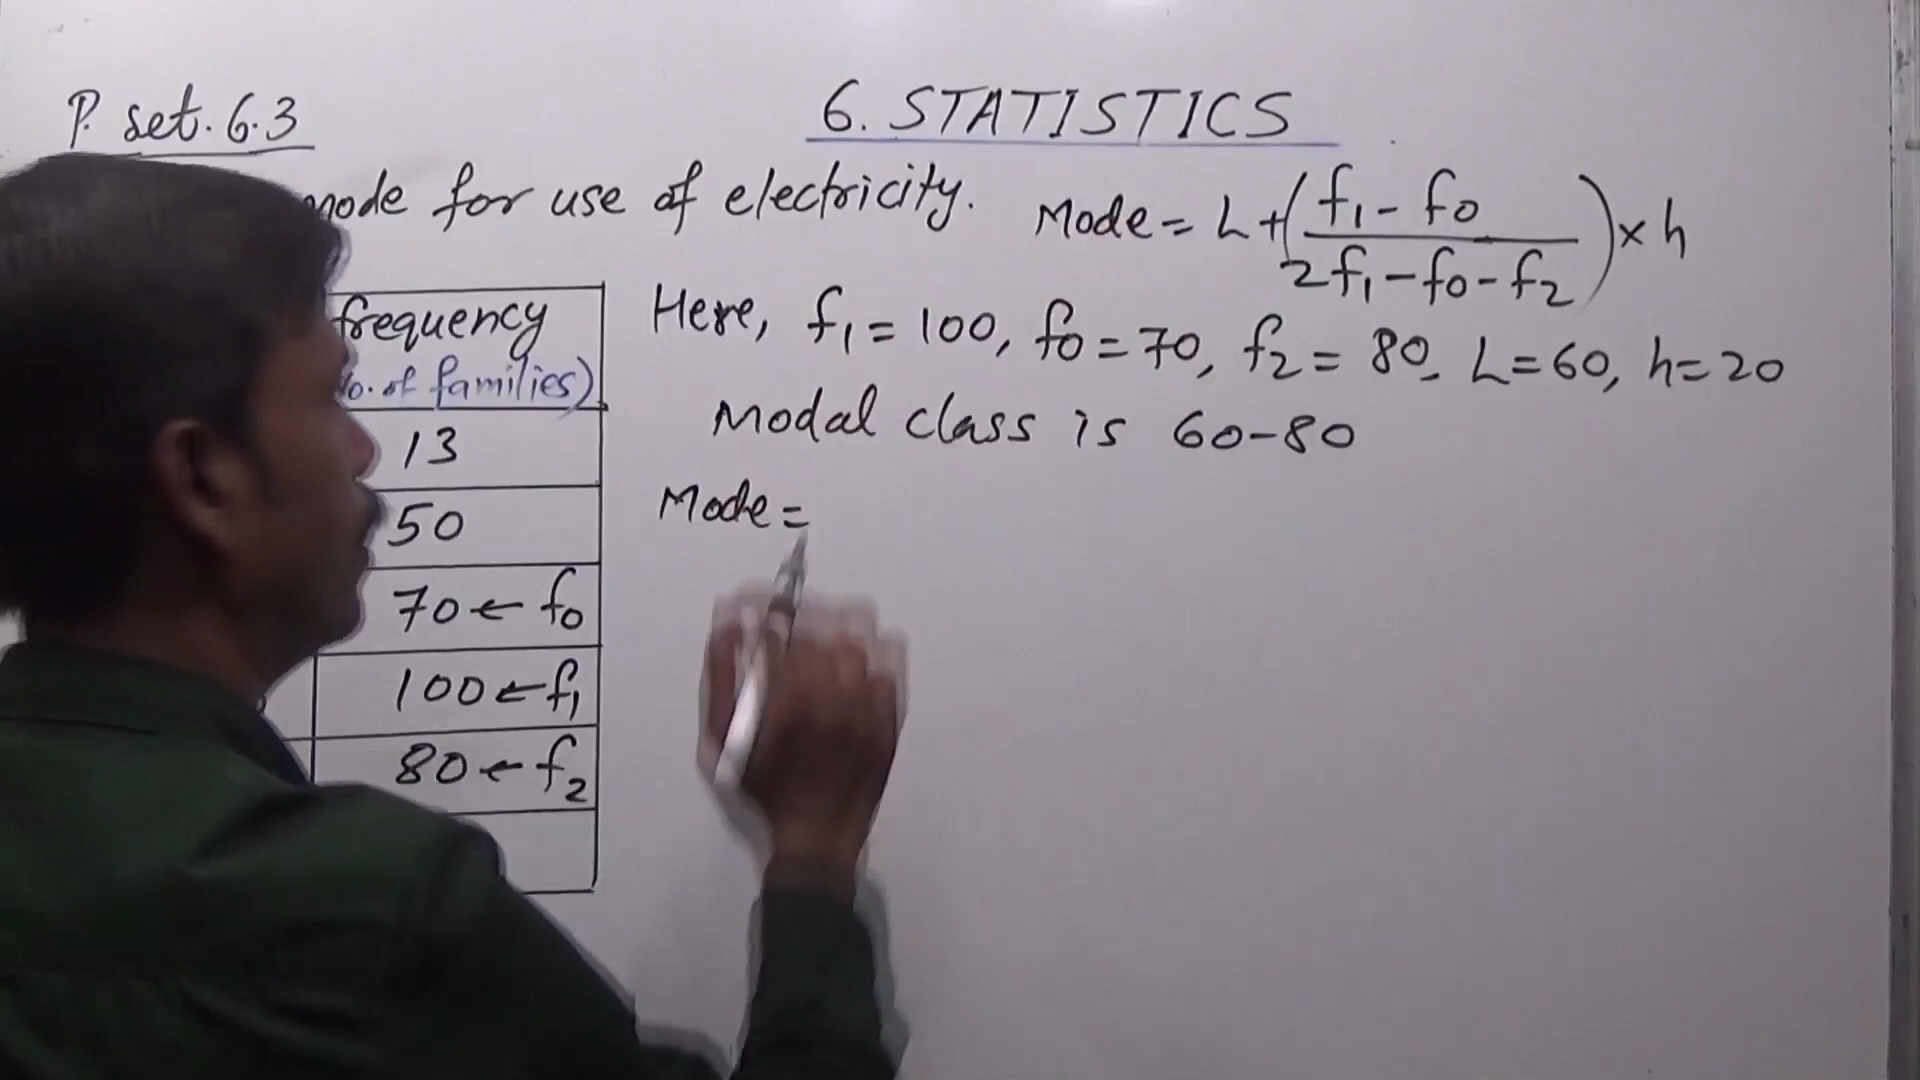 P. set. 6.3
6. STATISTICS
mode for use of electricity.
Mode = L + (f1 - f0 / 2f1 - f0 - f2) × h
frequency
No. of families)
13
50
70 ← f0
100 ← f1
80 ← f2
Here, f1 = 100, f0 = 70, f2 = 80, L = 60, h = 20
Modal class is 60-80
Mode =